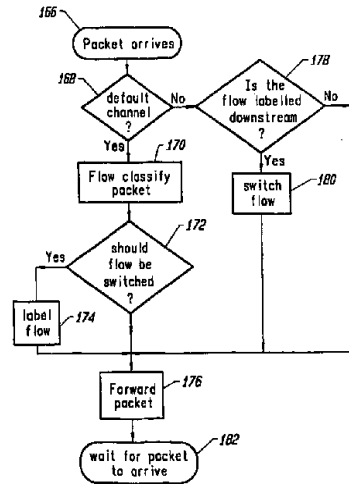 166
Packet arrives
168
default
channel
?
No
Yes
178
Is the
flow labelled
downstream
?
No
Yes
170
Flow classify
packet
180
switch
flow
172
should
flow be
switched
?
Yes
label
flow
174
Forward
packet
176
wait for packet
to arrive
182